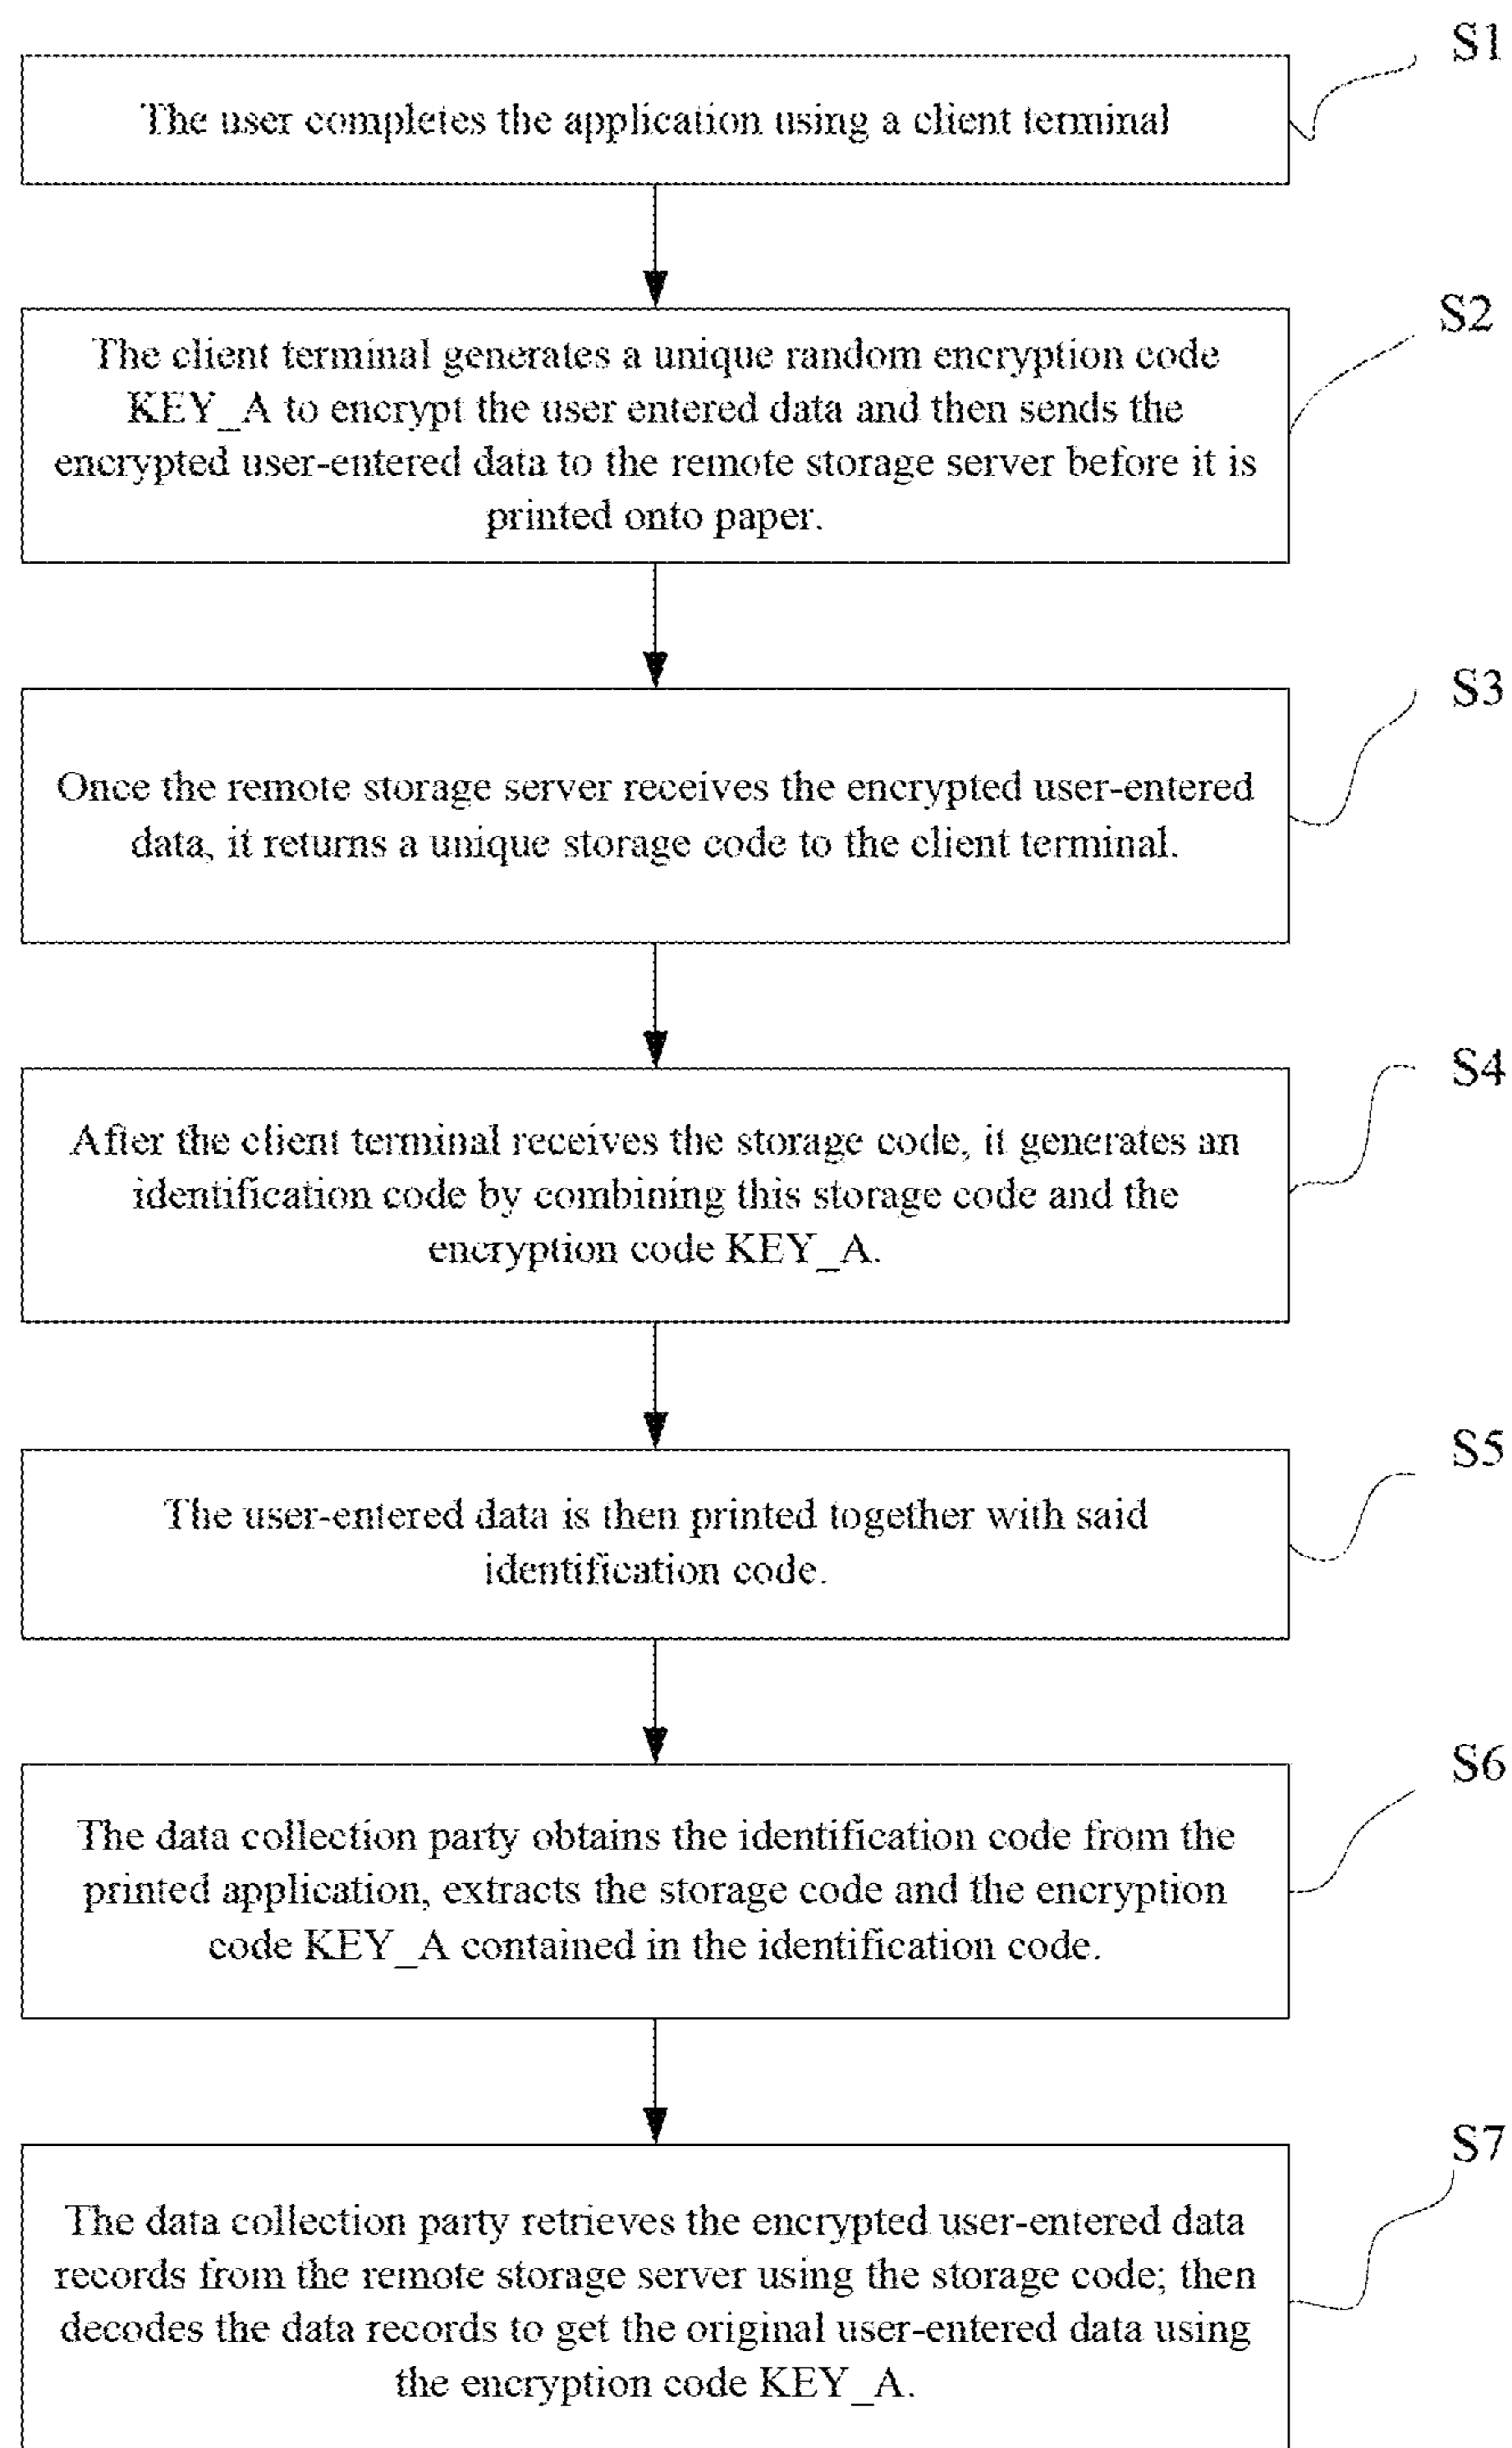 S1
The user completes the application using a client terminal
S2
The client terminal generates a unique random encryption code
KEY_A to encrypt the user entered data and then sends the
encrypted user-entered data to the remote storage server before it is
printed onto paper.
S3
Once the remote storage server receives the encrypted user-entered
data, it returns a unique storage code to the client terminal.
S4
After the client terminal receives the storage code, it generates an
identification code by combining this storage code and the
encryption code KEY_A.
S5
The user-entered data is then printed together with said
identification code.
S6
The data collection party obtains the identification code from the
printed application, extracts the storage code and the encryption
code KEY_A contained in the identification code.
S7
The data collection party retrieves the encrypted user-entered data
records from the remote storage server using the storage code; then
decodes the data records to get the original user-entered data using
the encryption code KEY_A.